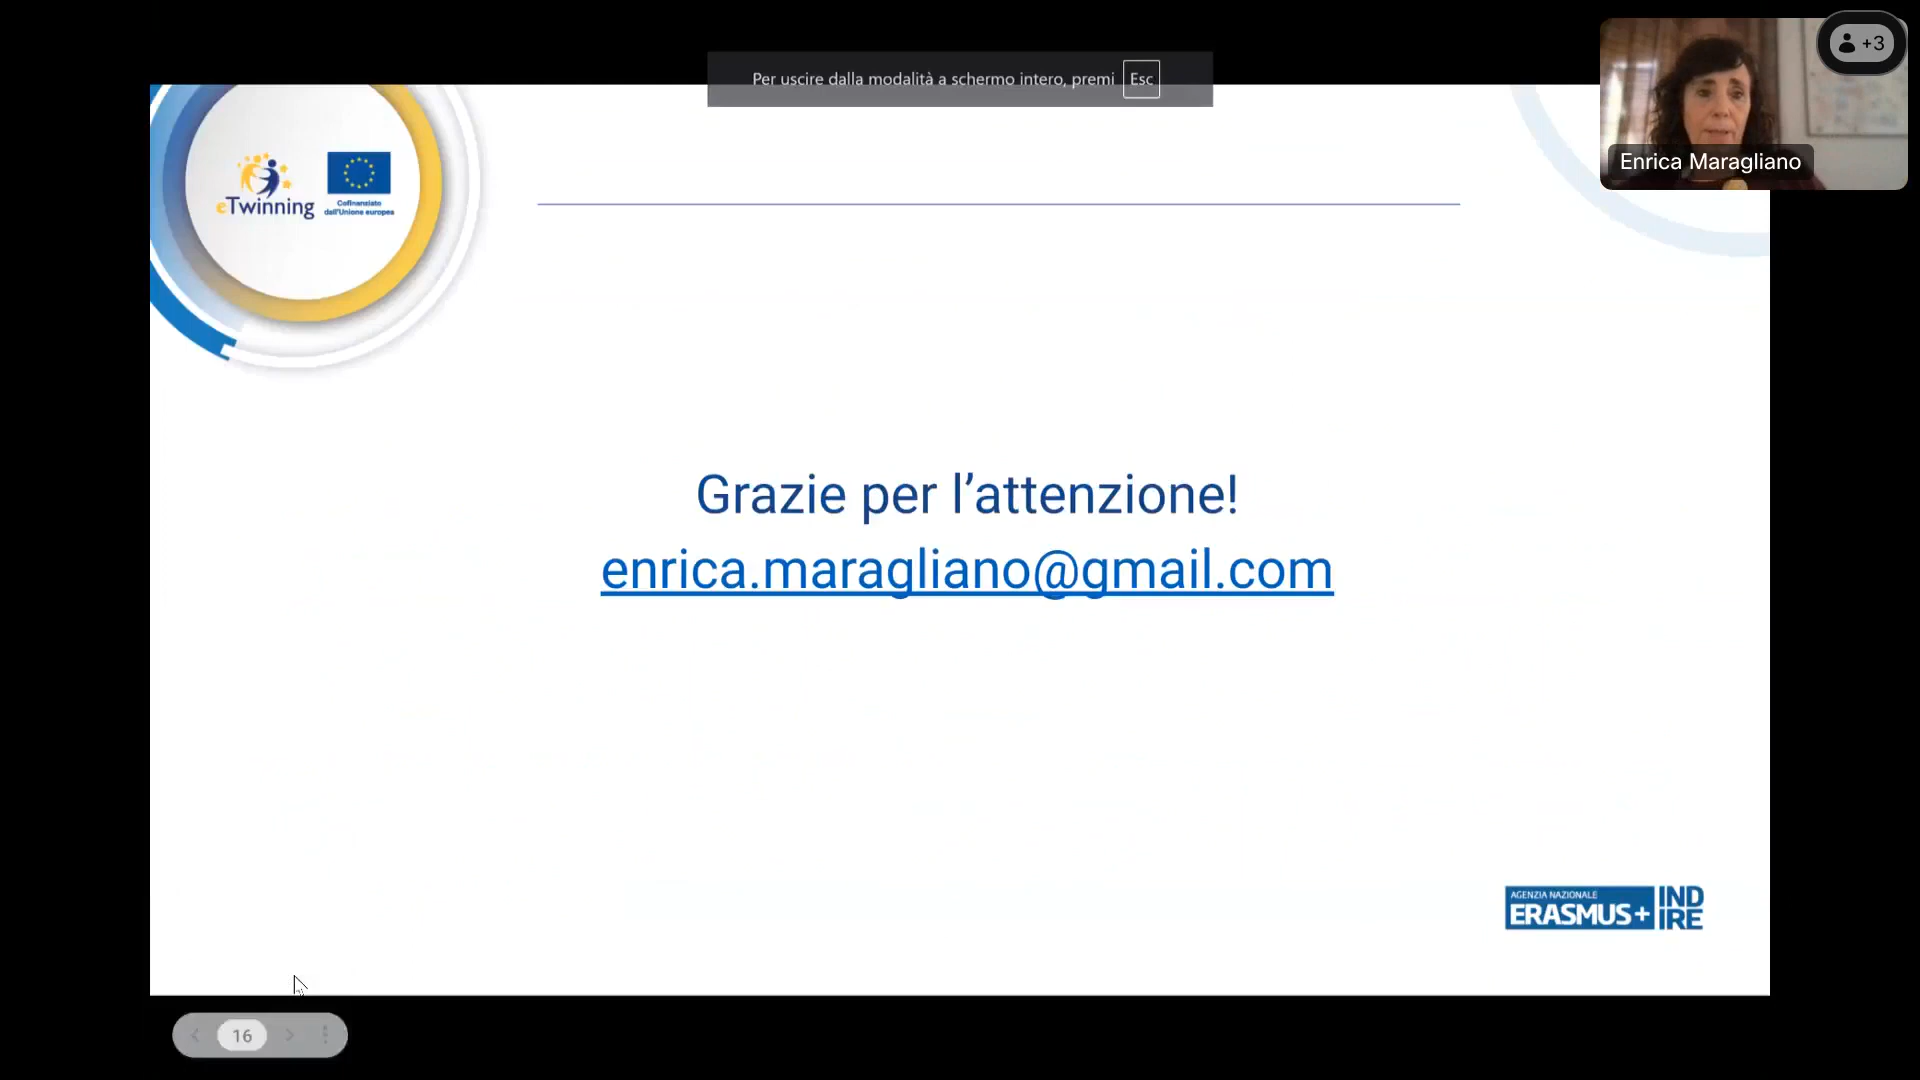 Per uscire dalla modalità a schermo intero, premi Esc
+3
Enrica Maragliano
eTwinning
Cofinanziato
dall'Unione europea
Grazie per l’attenzione!
enrica.maragliano@gmail.com
AGENZIA NAZIONALE
ERASMUS+
IND
IRE
16